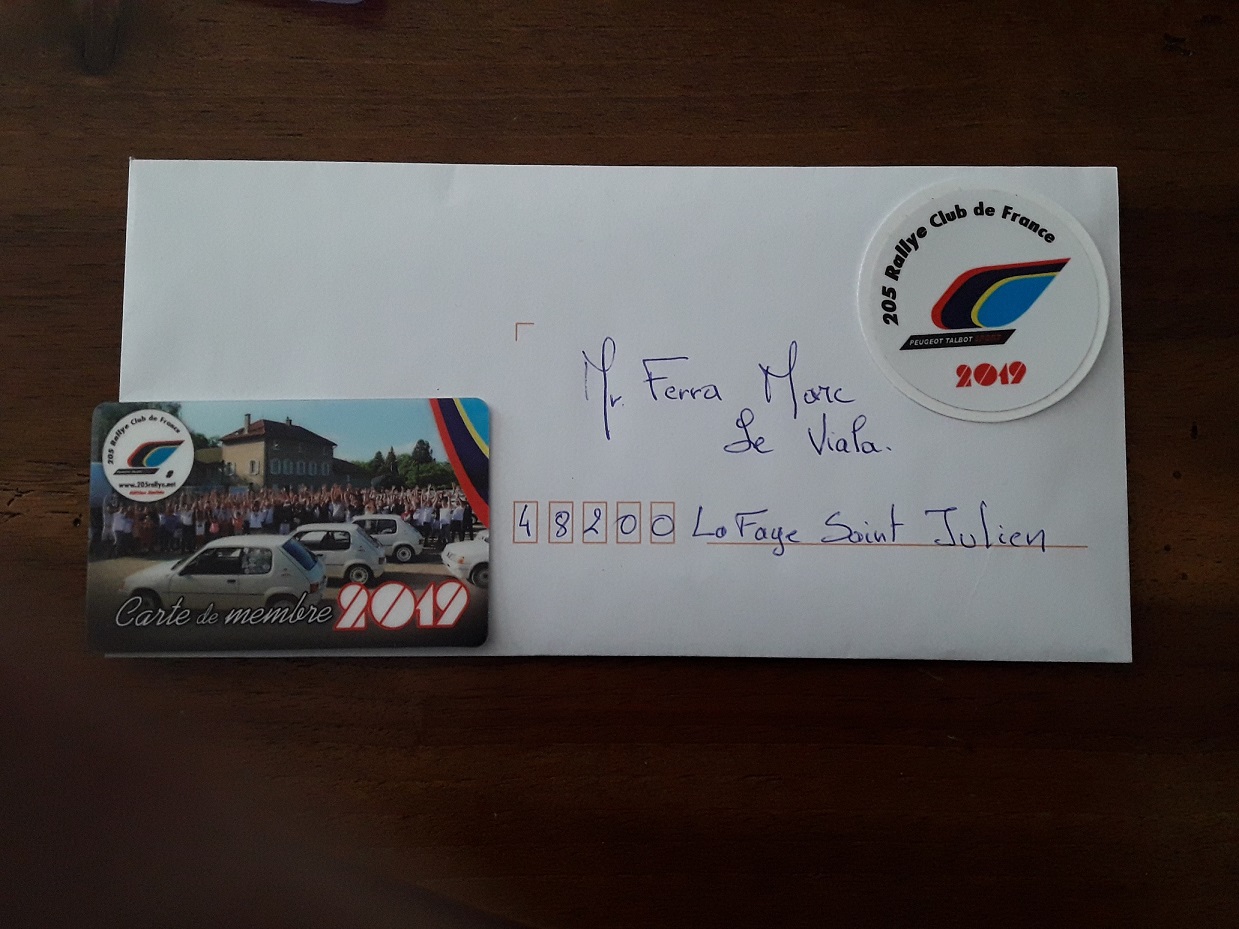 205 Rallye Club de France
PEUGEOT TALBOT SPORT
2019
Mr. Ferra Marc
Le Viala.
48200 La Faye Saint Julien
205 Rallye Club de France
www.205rallye.net
Carte de membre 2019